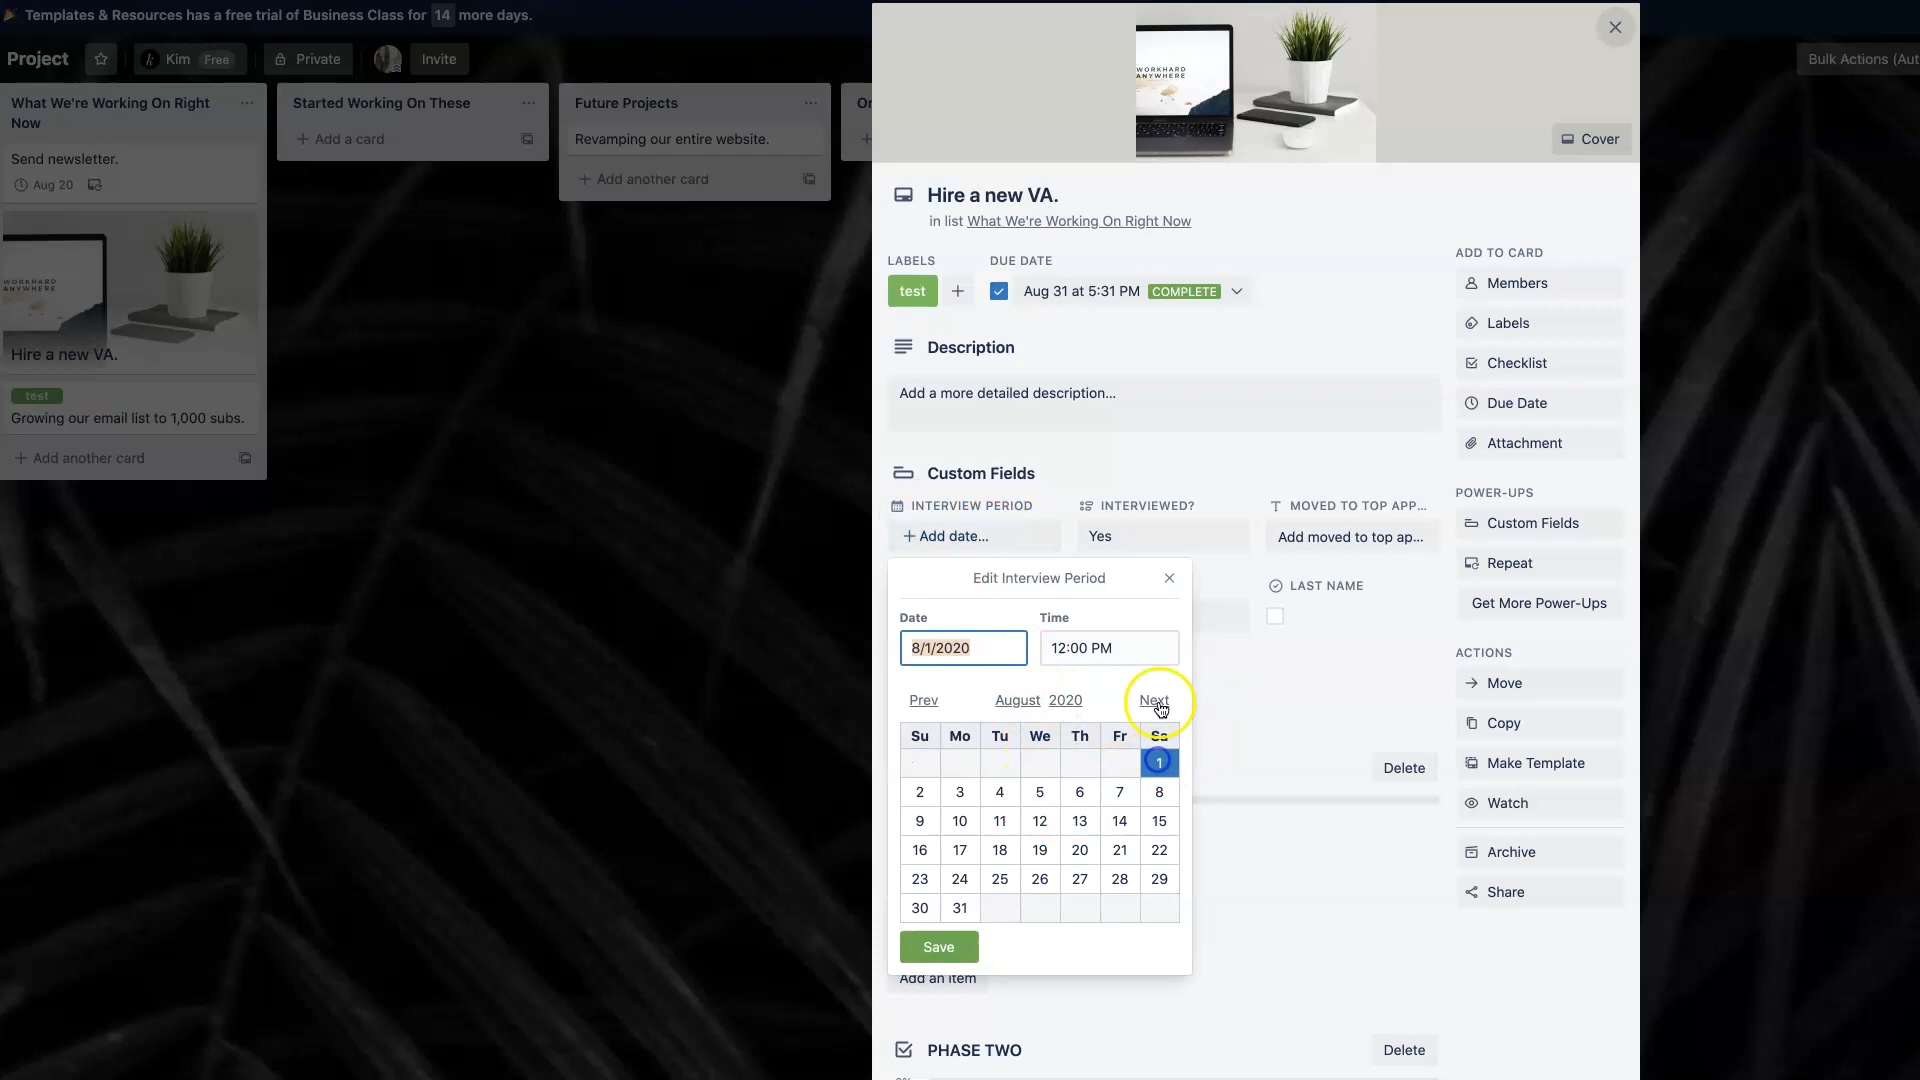 Templates & Resources has a free trial of Business Class for 14 more days.
Project
Kim Free
Private
Invite
Bulk Actions (Aut
What We're Working On Right Now
Send newsletter.
Aug 20
WORKHARD
ANYWHERE
Hire a new VA.
test
Growing our email list to 1,000 subs.
+ Add another card
Started Working On These
+ Add a card
Future Projects
Revamping our entire website.
+ Add another card
WORKHARD
ANYWHERE
Cover
Hire a new VA.
in list What We're Working On Right Now
LABELS
test
+
DUE DATE
Aug 31 at 5:31 PM COMPLETE
Description
Add a more detailed description...
Custom Fields
INTERVIEW PERIOD
+ Add date...
INTERVIEWED?
Yes
MOVED TO TOP APP...
Add moved to top ap...
LAST NAME
Edit Interview Period
Date
8/1/2020
Time
12:00 PM
Prev August 2020 Next
Su Mo Tu We Th Fr Sa
1
2 3 4 5 6 7 8
9 10 11 12 13 14 15
16 17 18 19 20 21 22
23 24 25 26 27 28 29
30 31
Save
Delete
Add an item
PHASE TWO
Delete
ADD TO CARD
Members
Labels
Checklist
Due Date
Attachment
POWER-UPS
Custom Fields
Repeat
Get More Power-Ups
ACTIONS
Move
Copy
Make Template
Watch
Archive
Share